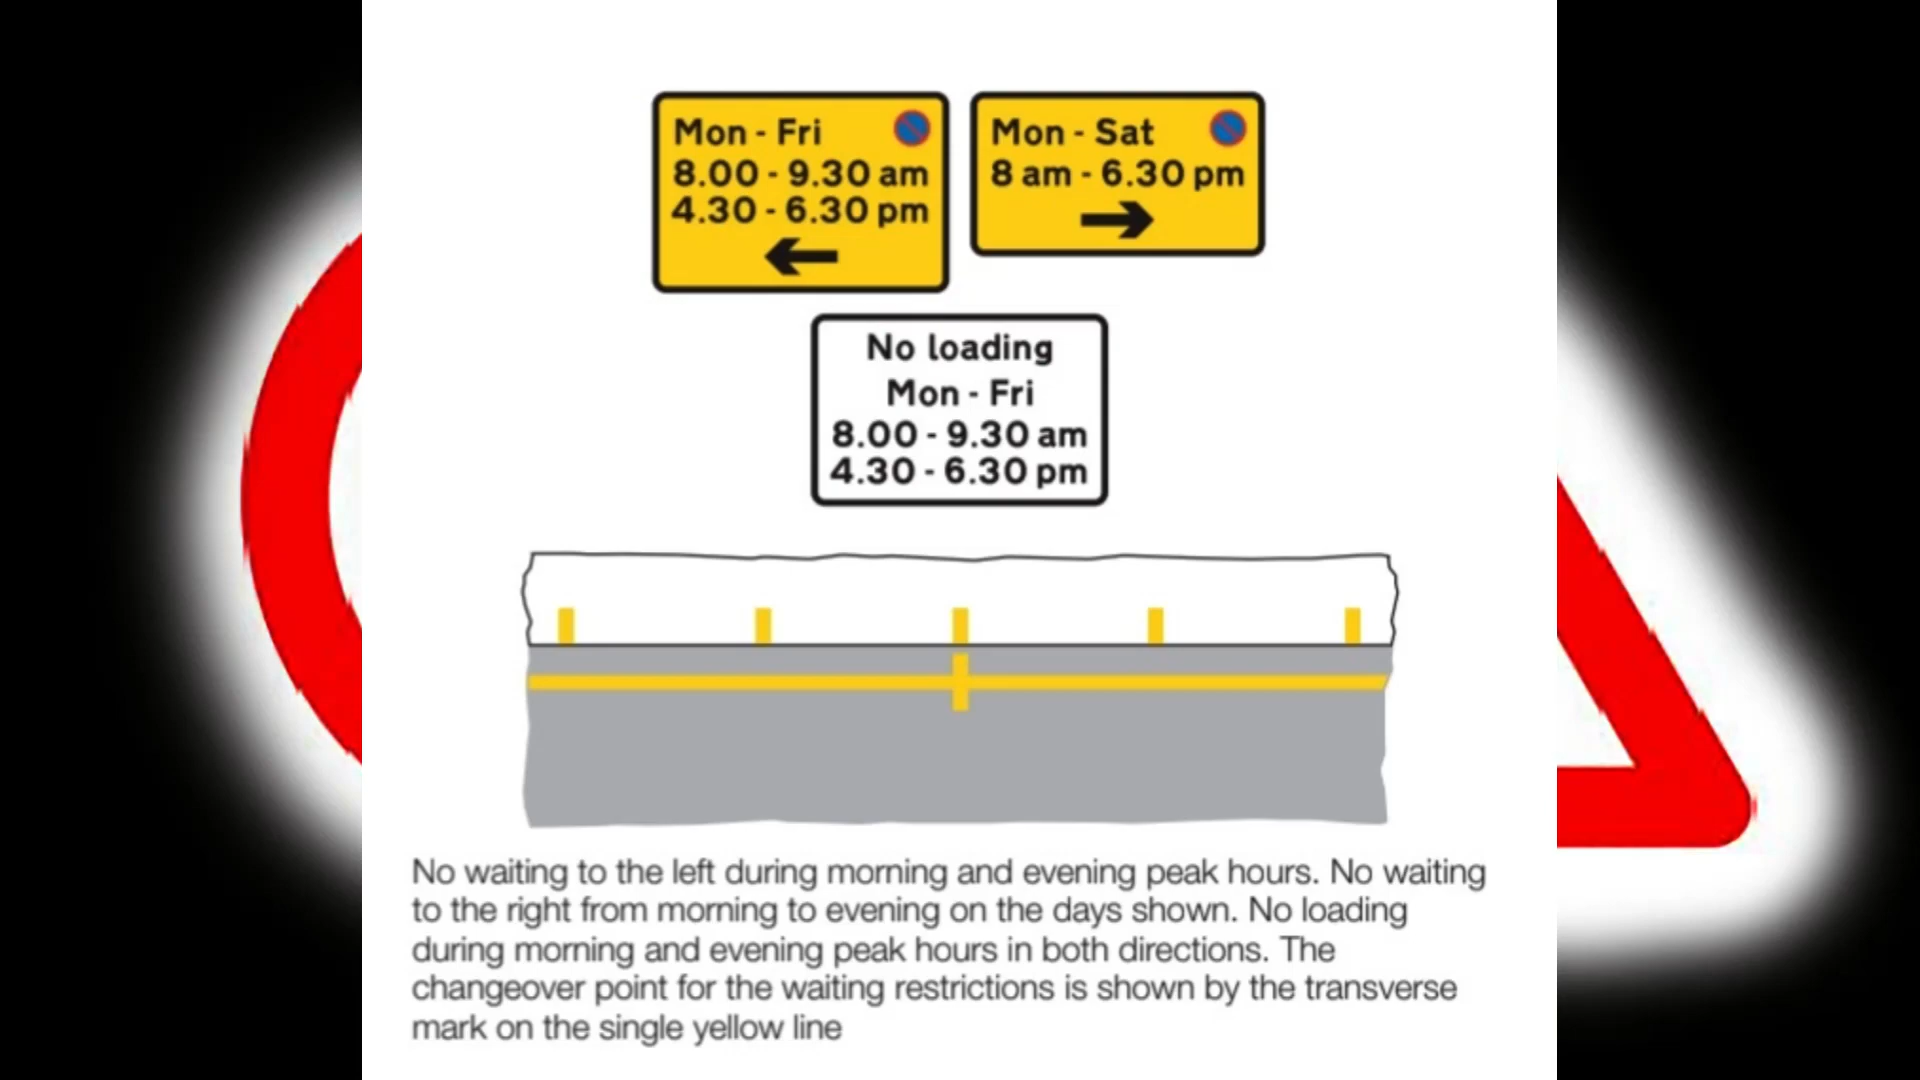 Mon - Fri
8.00 - 9.30 am
4.30 - 6.30 pm
Mon - Sat
8 am - 6.30 pm
No loading
Mon - Fri
8.00 - 9.30 am
4.30 - 6.30 pm
No waiting to the left during morning and evening peak hours. No waiting
to the right from morning to evening on the days shown. No loading
during morning and evening peak hours in both directions. The
changeover point for the waiting restrictions is shown by the transverse
mark on the single yellow line